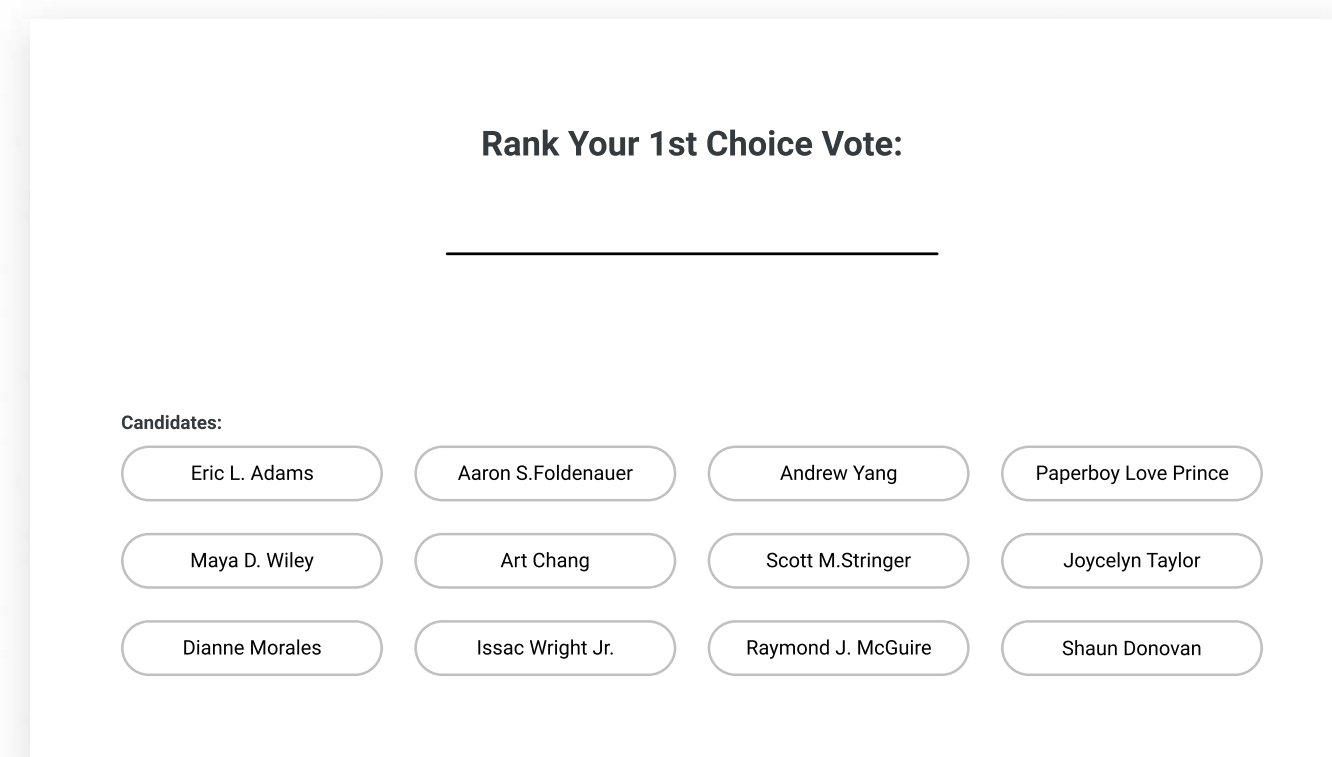 Rank Your 1st Choice Vote:
Candidates:
Eric L. Adams
Aaron S.Foldenauer
Andrew Yang
Paperboy Love Prince
Maya D. Wiley
Art Chang
Scott M.Stringer
Joycelyn Taylor
Dianne Morales
Issac Wright Jr.
Raymond J. McGuire
Shaun Donovan